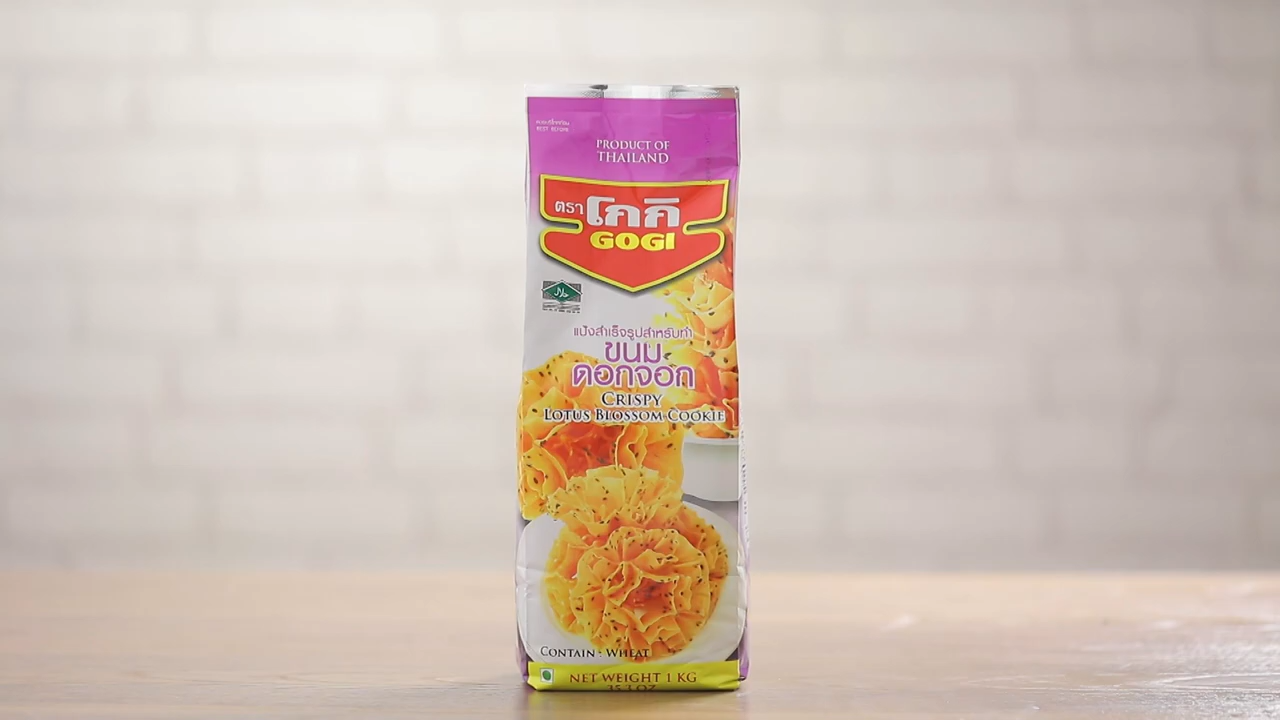 BEST BEFORE
PRODUCT OF
THAILAND
ตรา โกกิ
GOGI
แป้งสำเร็จรูปสำหรับทำ
ขนม
ดอกจอก
CRISPY
LOTUS BLOSSOM COOKIE
CONTAIN : WHEAT
NET WEIGHT 1 KG